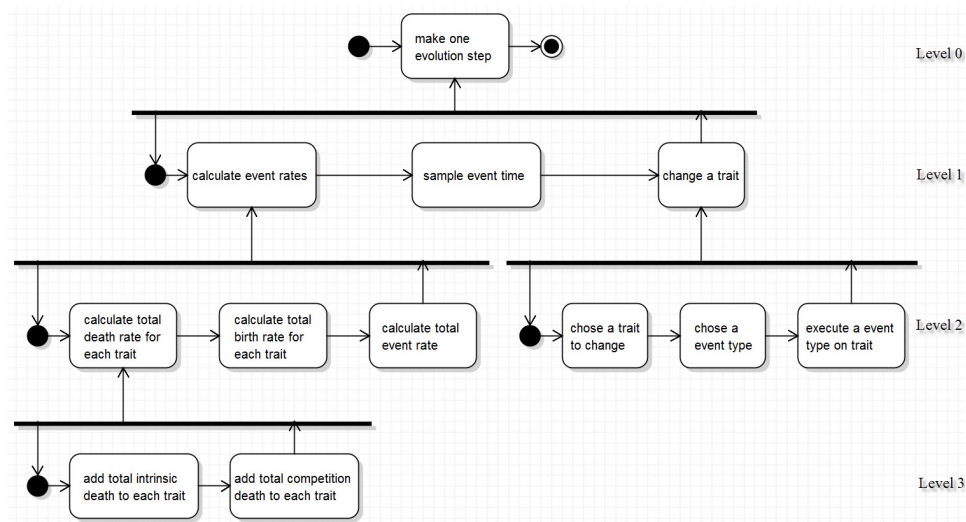 make one
evolution step
Level 0
calculate event rates
sample event time
change a trait
Level 1
calculate total
death rate for
each trait
calculate total
birth rate for
each trait
calculate total
event rate
chose a trait
to change
chose a
event type
execute a event
type on trait
Level 2
add total intrinsic
death to each trait
add total competition
death to each trait
Level 3